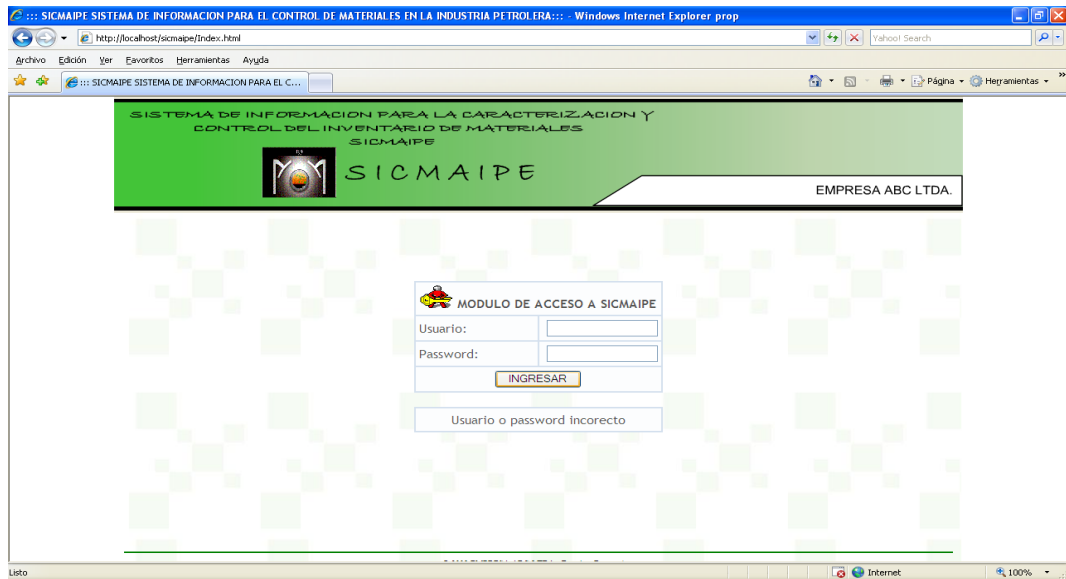 ::: SICMAIPE SISTEMA DE INFORMACION PARA EL CONTROL DE MATERIALES EN LA INDUSTRIA PETROLERA::: - Windows Internet Explorer prop
http://localhost/sicmaipe/Index.html
Yahoo! Search
Archivo Edición Ver Favoritos Herramientas Ayuda
::: SICMAIPE SISTEMA DE INFORMACION PARA EL C...
Página
Herramientas
SISTEMA DE INFORMACION PARA LA CARACTERIZACION Y
CONTROL DEL INVENTARIO DE MATERIALES
SICMAIPE
SICMAIPE
EMPRESA ABC LTDA.
MODULO DE ACCESO A SICMAIPE
Usuario:
Password:
INGRESAR
Usuario o password incorecto
Listo
Internet
100%